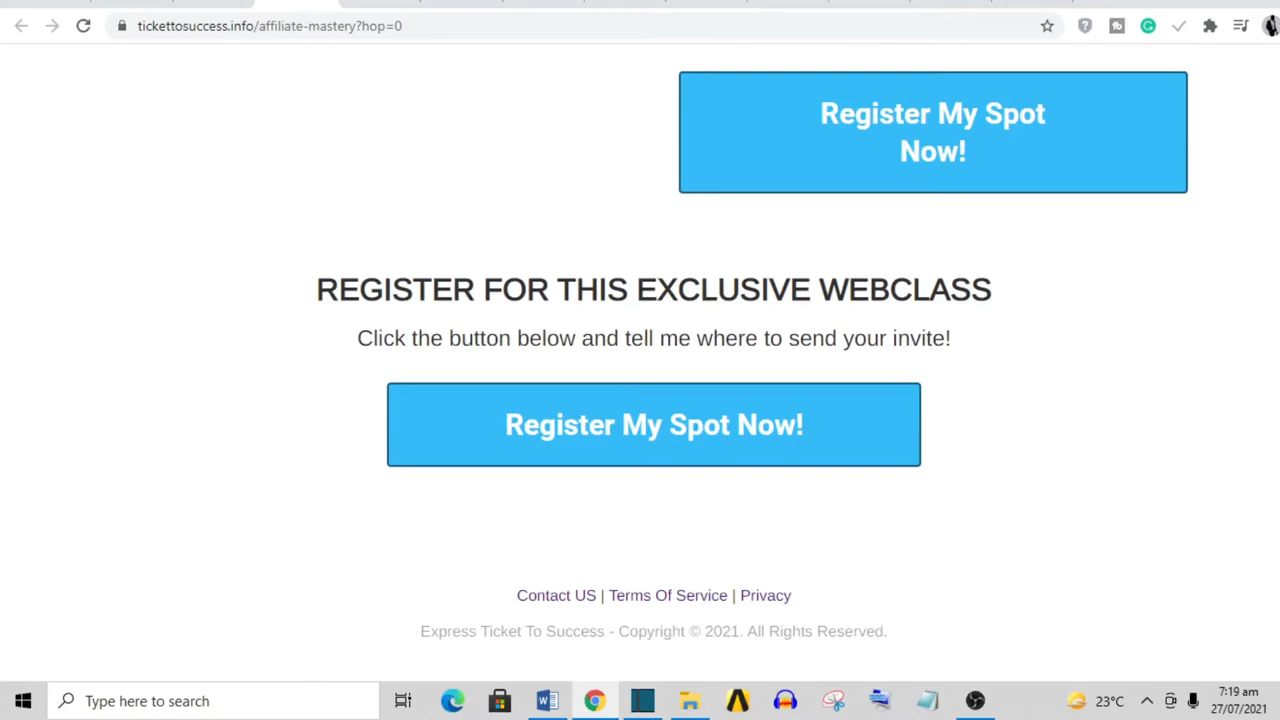 tickettosuccess.info/affiliate-mastery?hop=0
Register My Spot
Now!
REGISTER FOR THIS EXCLUSIVE WEBCLASS
Click the button below and tell me where to send your invite!
Register My Spot Now!
Contact US | Terms Of Service | Privacy
Express Ticket To Success - Copyright © 2021. All Rights Reserved.
Type here to search
23°C
7:19 am
27/07/2021